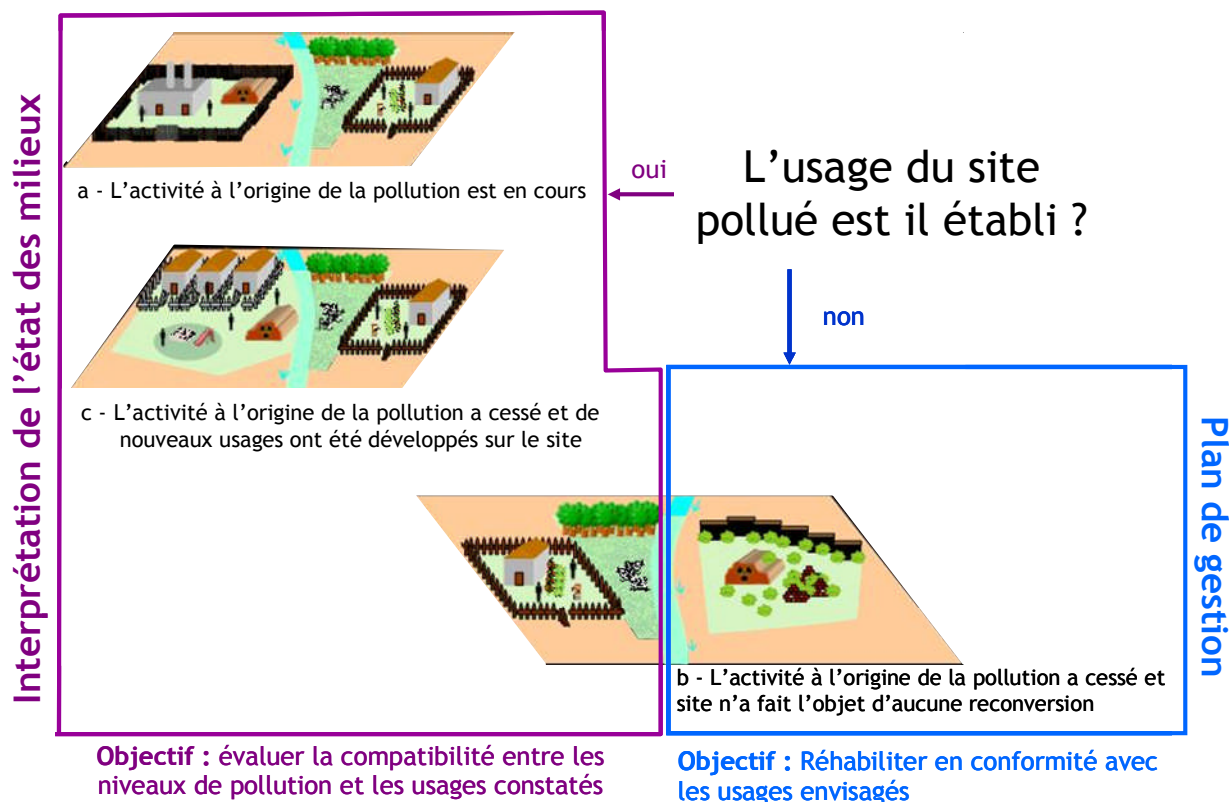 Interprétation de l'état des milieux
a - L'activité à l'origine de la pollution est en cours
oui
L'usage du site
pollué est il établi ?
non
c - L'activité à l'origine de la pollution a cessé et de
nouveaux usages ont été développés sur le site
Plan de gestion
b - L'activité à l'origine de la pollution a cessé et
site n'a fait l'objet d'aucune reconversion
Objectif : évaluer la compatibilité entre les
niveaux de pollution et les usages constatés
Objectif : Réhabiliter en conformité avec
les usages envisagés